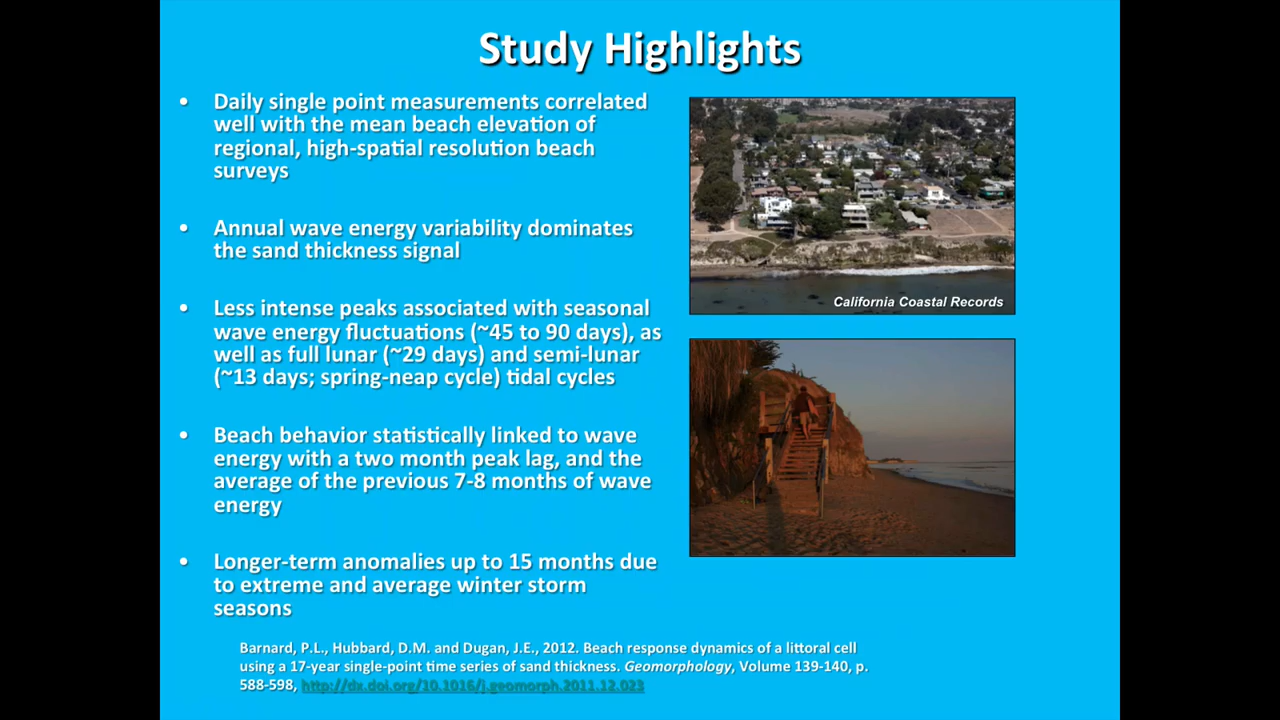 Study Highlights
• Daily single point measurements correlated
well with the mean beach elevation of
regional, high-spatial resolution beach
surveys
• Annual wave energy variability dominates
the sand thickness signal
• Less intense peaks associated with seasonal
wave energy fluctuations (~45 to 90 days), as
well as full lunar (~29 days) and semi-lunar
(~13 days; spring-neap cycle) tidal cycles
• Beach behavior statistically linked to wave
energy with a two month peak lag, and the
average of the previous 7-8 months of wave
energy
• Longer-term anomalies up to 15 months due
to extreme and average winter storm
seasons
California Coastal Records
Barnard, P.L., Hubbard, D.M. and Dugan, J.E., 2012. Beach response dynamics of a littoral cell
using a 17-year single-point time series of sand thickness. Geomorphology, Volume 139-140, p.
588-598, http://dx.doi.org/10.1016/j.geomorph.2011.12.023